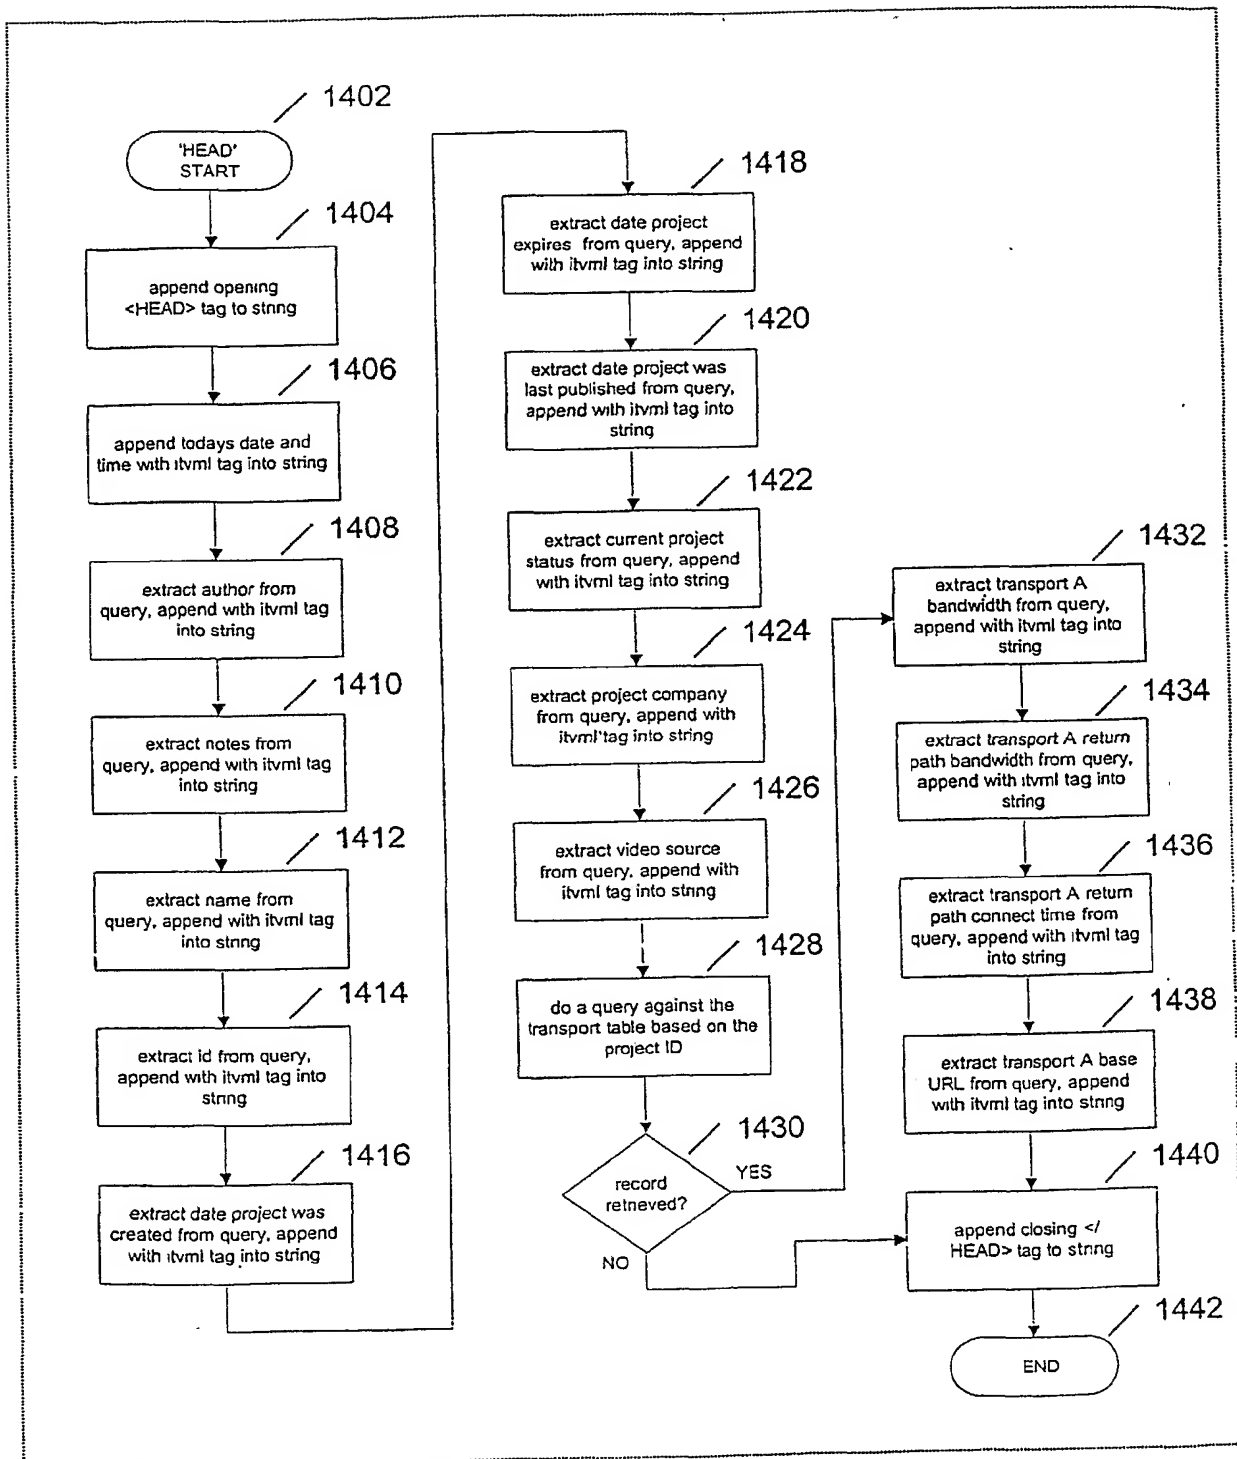 1402
'HEAD'
START
1404
append opening
<HEAD> tag to string
1406
append todays date and
time with itvml tag into string
1408
extract author from
query, append with itvml tag
into string
1410
extract notes from
query, append with itvml tag
into string
1412
extract name from
query, append with itvml tag
into string
1414
extract id from query,
append with itvml tag into
string
1416
extract date project was
created from query, append
with itvml tag into string
1418
extract date project
expires from query, append
with itvml tag into string
1420
extract date project was
last published from query,
append with itvml tag into
string
1422
extract current project
status from query, append
with itvml tag into string
1424
extract project company
from query, append with
itvml tag into string
1426
extract video source
from query, append with
itvml tag into string
1428
do a query against the
transport table based on the
project ID
1430
record
retrieved?
YES
NO
1432
extract transport A
bandwidth from query,
append with itvml tag into
string
1434
extract transport A return
path bandwidth from query,
append with itvml tag into
string
1436
extract transport A return
path connect time from
query, append with itvml tag
into string
1438
extract transport A base
URL from query, append
with itvml tag into string
1440
append closing </
HEAD> tag to string
1442
END